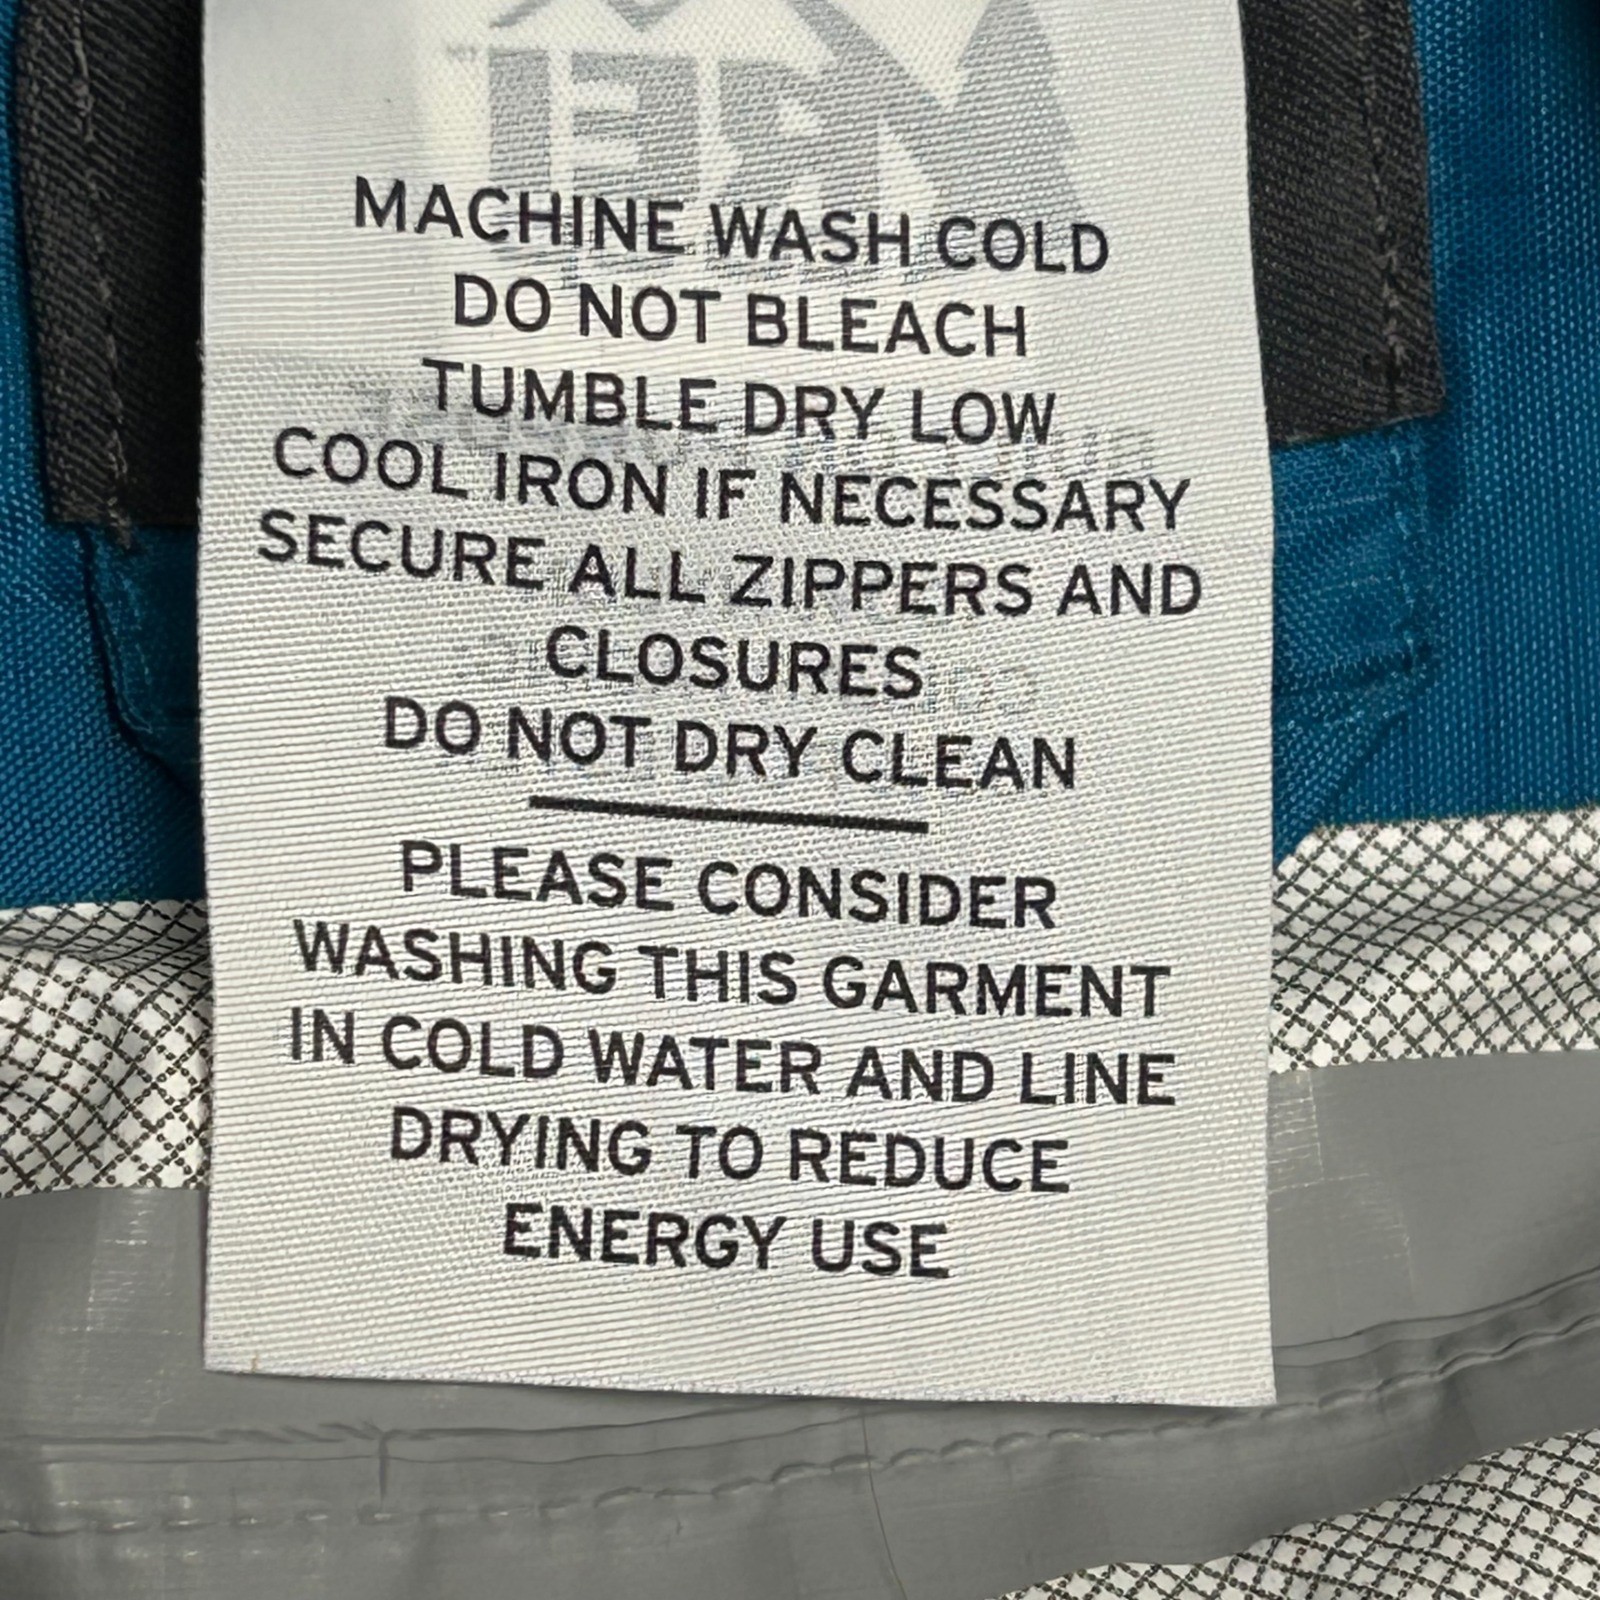 MACHINE WASH COLD
DO NOT BLEACH
TUMBLE DRY LOW
COOL IRON IF NECESSARY
SECURE ALL ZIPPERS AND
CLOSURES
DO NOT DRY CLEAN
PLEASE CONSIDER
WASHING THIS GARMENT
IN COLD WATER AND LINE
DRYING TO REDUCE
ENERGY USE